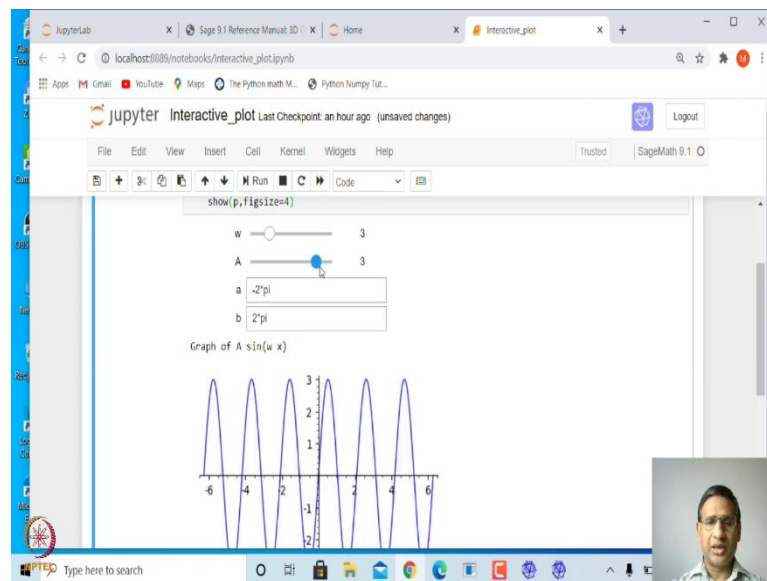 JupyterLab Sage 9.1 Reference Manual: 3D G Home Interactive_plot
localhost:8889/notebooks/Interactive_plot.ipynb
Apps Gmail YouTube Maps The Python math M... Python Numpy Tut...
jupyter Interactive_plot Last Checkpoint: an hour ago (unsaved changes) Logout
File Edit View Insert Cell Kernel Widgets Help Trusted SageMath 9.1
Run Code
show(p,figsize=4)
w 3
A 3
a -2*pi
b 2*pi
Graph of A sin(w x)
3
2
1
-6 -4 -2 2 4 6
-1
-2
NPTEL Type here to search